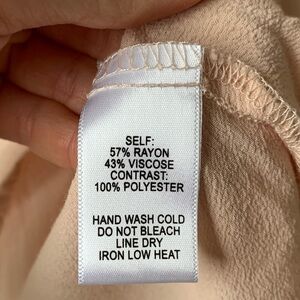 SELF:
57% RAYON
43% VISCOSE
CONTRAST:
100% POLYESTER
HAND WASH COLD
DO NOT BLEACH
LINE DRY
IRON LOW HEAT